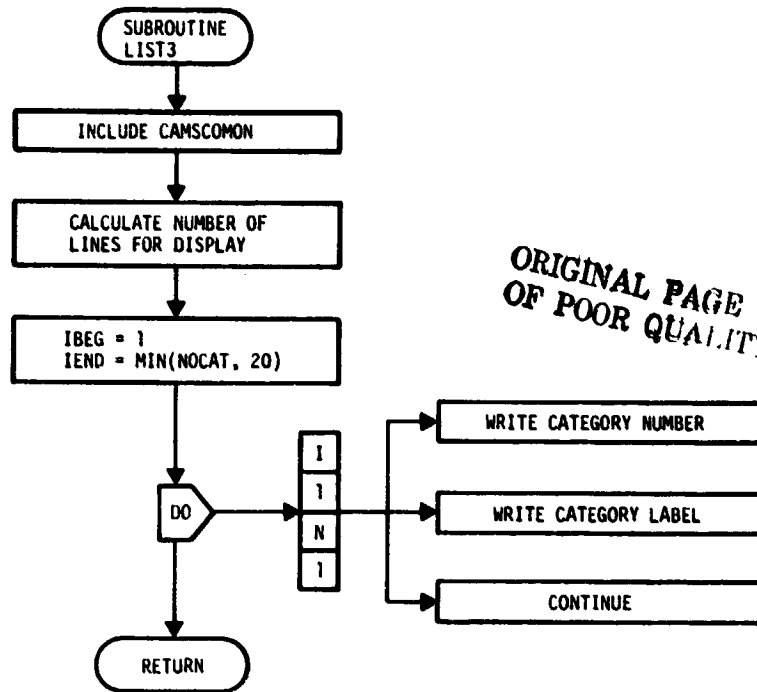 SUBROUTINE
LIST3
INCLUDE CAMSCOMON
CALCULATE NUMBER OF
LINES FOR DISPLAY
ORIGINAL PAGE
OF POOR QUALITY
IBEG = 1
IEND = MIN(NOCAT, 20)
DO
I
1
N
1
WRITE CATEGORY NUMBER
WRITE CATEGORY LABEL
CONTINUE
RETURN